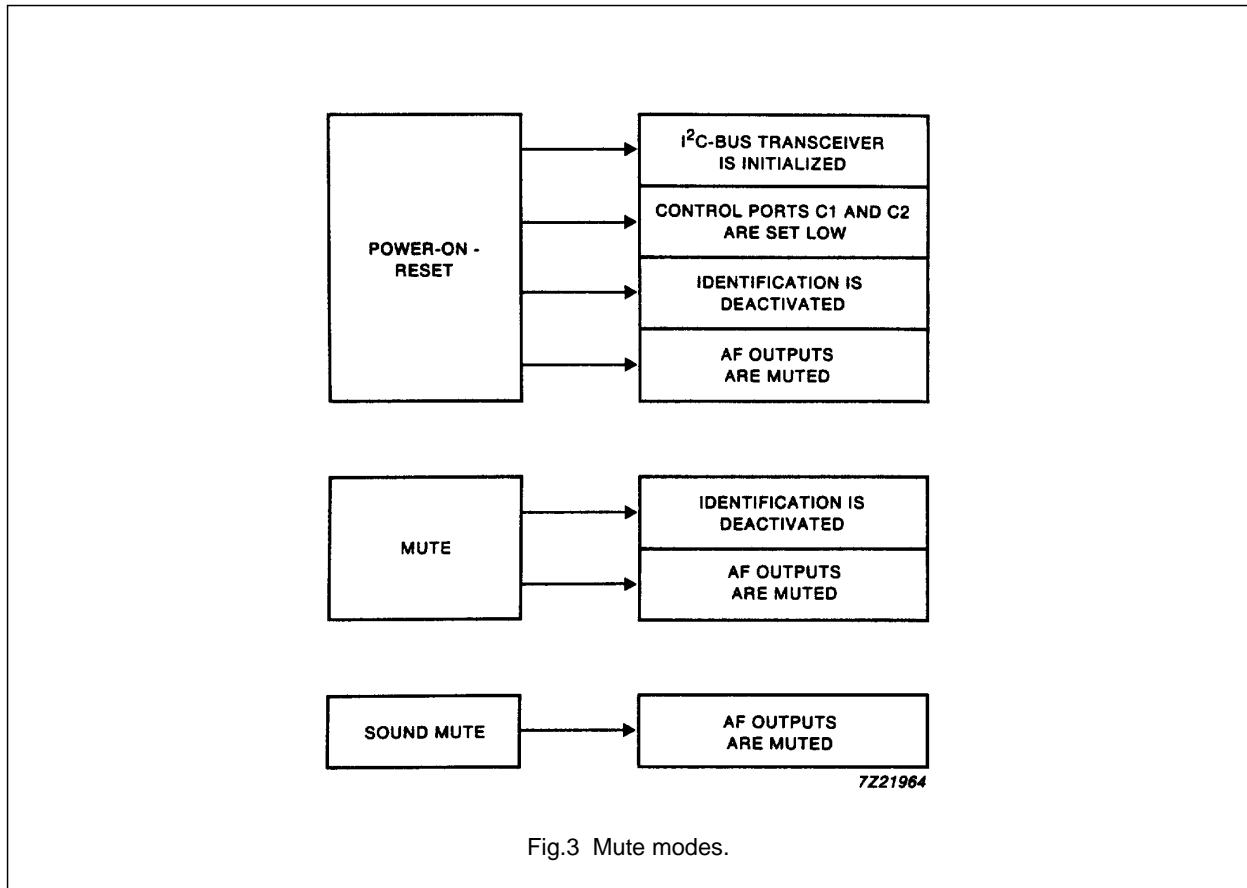 POWER-ON -
RESET
I²C-BUS TRANSCEIVER
IS INITIALIZED
CONTROL PORTS C1 AND C2
ARE SET LOW
IDENTIFICATION IS
DEACTIVATED
AF OUTPUTS
ARE MUTED
MUTE
IDENTIFICATION IS
DEACTIVATED
AF OUTPUTS
ARE MUTED
SOUND MUTE
AF OUTPUTS
ARE MUTED
7Z21964
Fig.3 Mute modes.